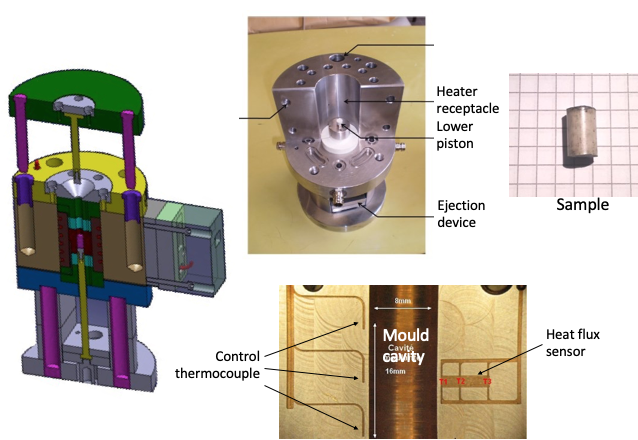 Heater
receptacle
Lower
piston
Ejection
device
Sample
8mm
Mould
cavity
Cavité
16mm
Control
thermocouple
Heat flux
sensor
T1 T2 T3